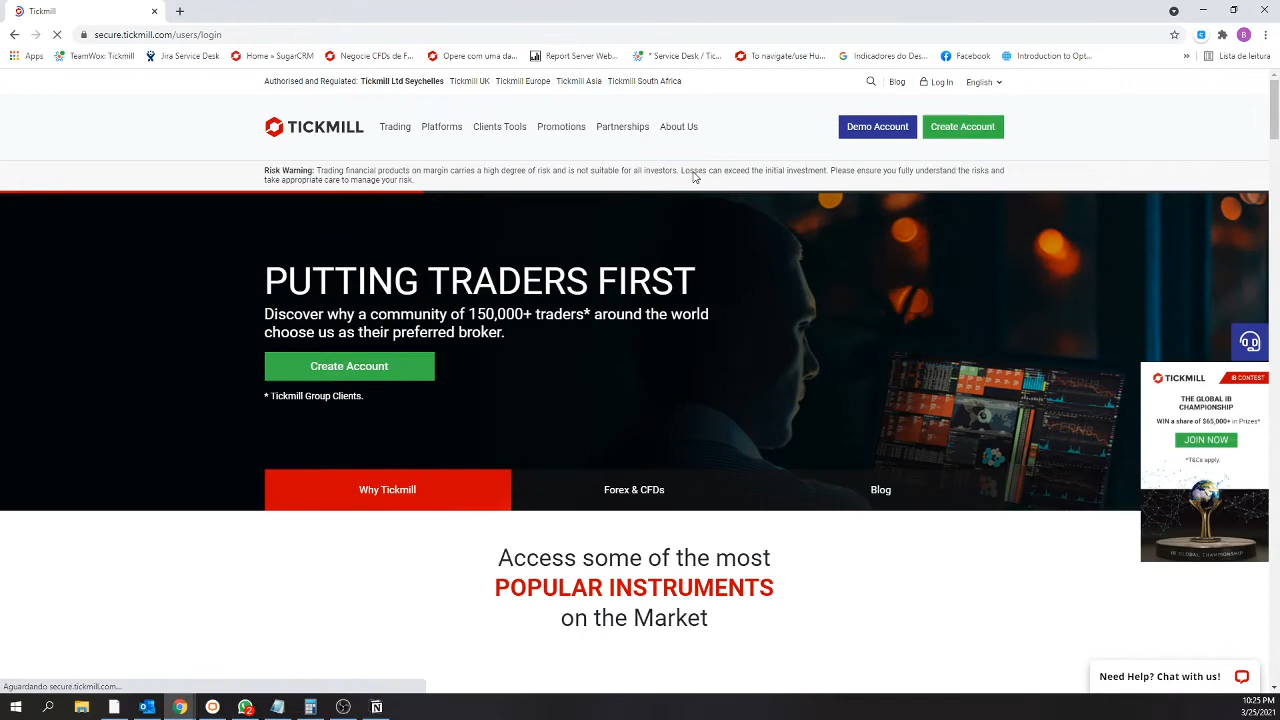 Tickmill
secure.tickmill.com/users/login
B
Apps TeamWox: Tickmill Jira Service Desk Home » SugarCRM Negocie CFDs de F... Opere com uma da... Report Server Web... * Service Desk / Tic... To navigate/use/hu... Indicadores do Des... Facebook Introduction to Opt... » Lista de leitura
Authorised and Regulated: Tickmill Ltd Seychelles Tickmill UK Tickmill Europe Tickmill Asia Tickmill South Africa Blog Log In English
TICKMILL Trading Platforms Clients Tools Promotions Partnerships About Us Demo Account Create Account
Risk Warning: Trading financial products on margin carries a high degree of risk and is not suitable for all investors. Losses can exceed the initial investment. Please ensure you fully understand the risks and
take appropriate care to manage your risk.
PUTTING TRADERS FIRST
Discover why a community of 150,000+ traders* around the world
choose us as their preferred broker.
Create Account
* Tickmill Group Clients.
TICKMILL IB CONTEST
THE GLOBAL IB
CHAMPIONSHIP
WIN a share of $65,000+ in Prizes*
JOIN NOW
*T&Cs apply.
IB GLOBAL CHAMPIONSHIP
Why Tickmill Forex & CFDs Blog
Access some of the most
POPULAR INSTRUMENTS
on the Market
Need Help? Chat with us!
Aguardando secure.tickmill.com...
2
10:25 PM
3/25/2021